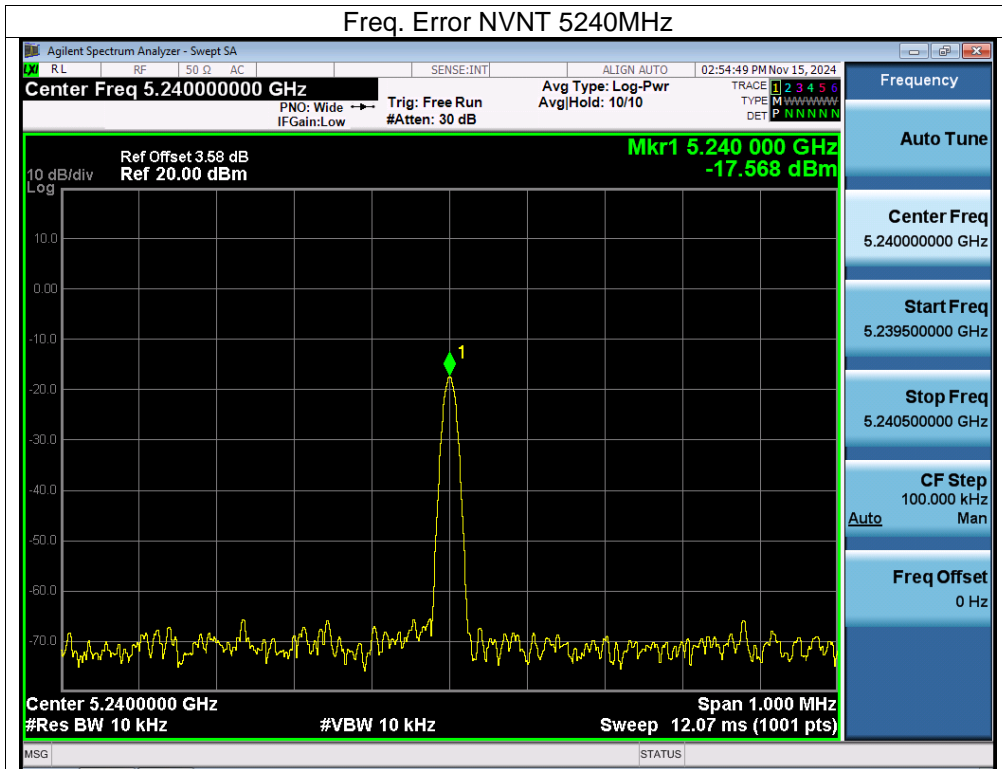 Freq. Error NVNT 5240MHz
Agilent Spectrum Analyzer - Swept SA
LXI RL RF 50 Ω AC SENSE:INT ALIGN AUTO 02:54:49 PM Nov 15, 2024
Center Freq 5.240000000 GHz
PNO: Wide
IFGain:Low
Trig: Free Run
#Atten: 30 dB
Avg Type: Log-Pwr
Avg|Hold: 10/10
TRACE 1 2 3 4 5 6
TYPE M WWWWW
DET P N N N N N
Ref Offset 3.58 dB
10 dB/div Ref 20.00 dBm
Log
Mkr1 5.240 000 GHz
-17.568 dBm
10.0
0.00
-10.0
-20.0
-30.0
-40.0
-50.0
-60.0
-70.0
1
Center 5.2400000 GHz Span 1.000 MHz
#Res BW 10 kHz #VBW 10 kHz Sweep 12.07 ms (1001 pts)
MSG STATUS
Frequency
Auto Tune
Center Freq
5.240000000 GHz
Start Freq
5.239500000 GHz
Stop Freq
5.240500000 GHz
CF Step
100.000 kHz
Auto Man
Freq Offset
0 Hz